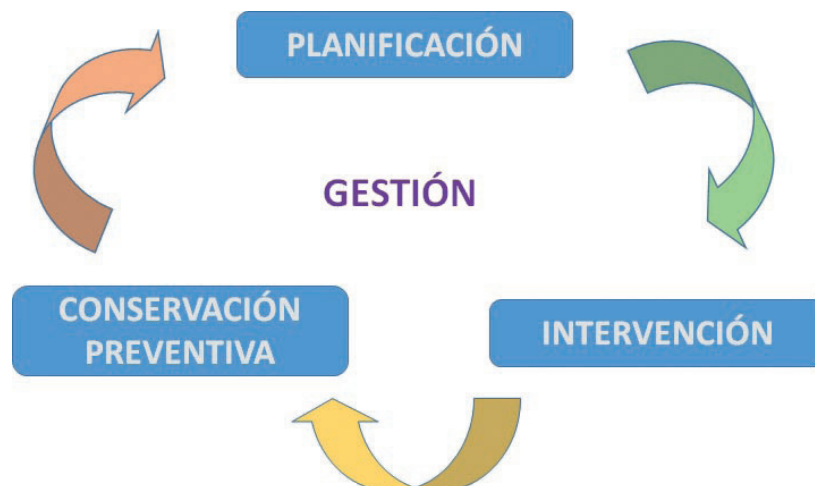 PLANIFICACIÓN
GESTIÓN
CONSERVACIÓN
PREVENTIVA
INTERVENCIÓN